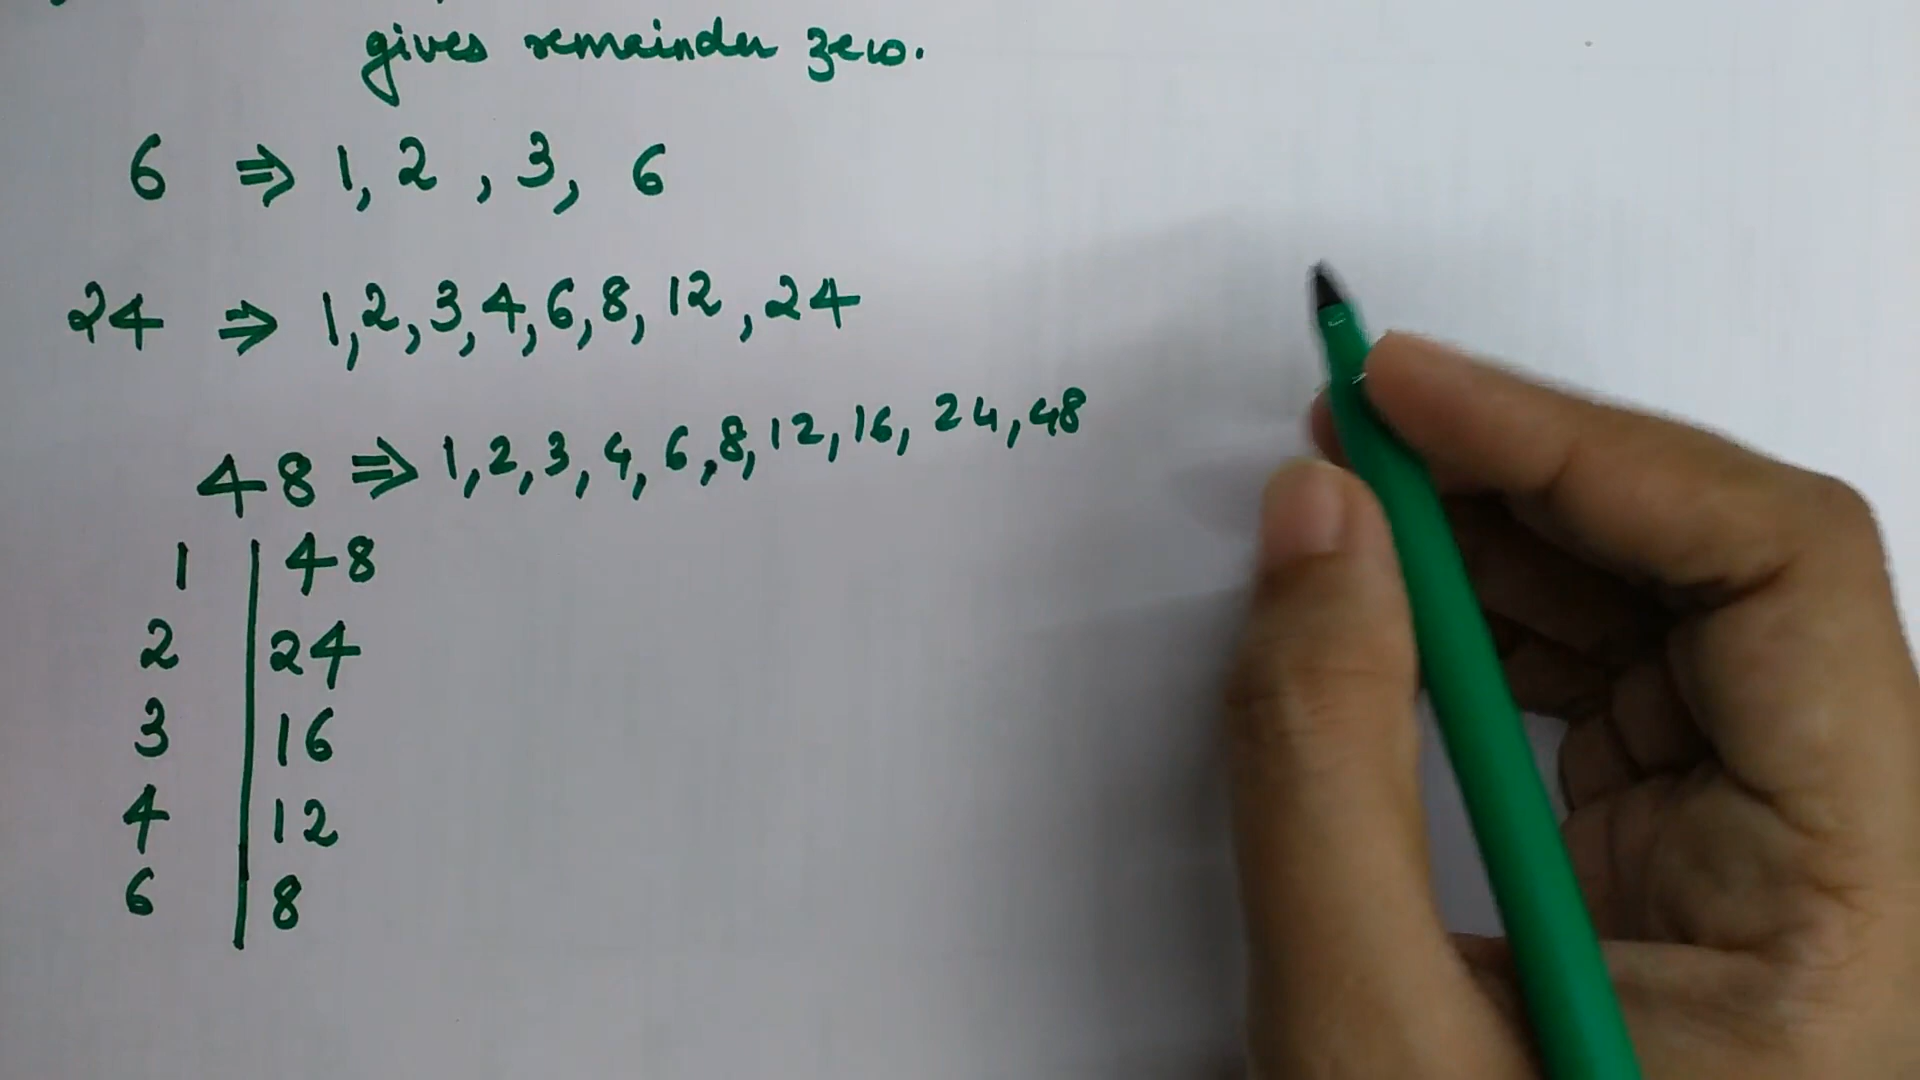 gives remainder zero.
6 ⇒ 1, 2, 3, 6
24 ⇒ 1, 2, 3, 4, 6, 8, 12, 24
48 ⇒ 1, 2, 3, 4, 6, 8, 12, 16, 24, 48
1 | 48
2 | 24
3 | 16
4 | 12
6 | 8